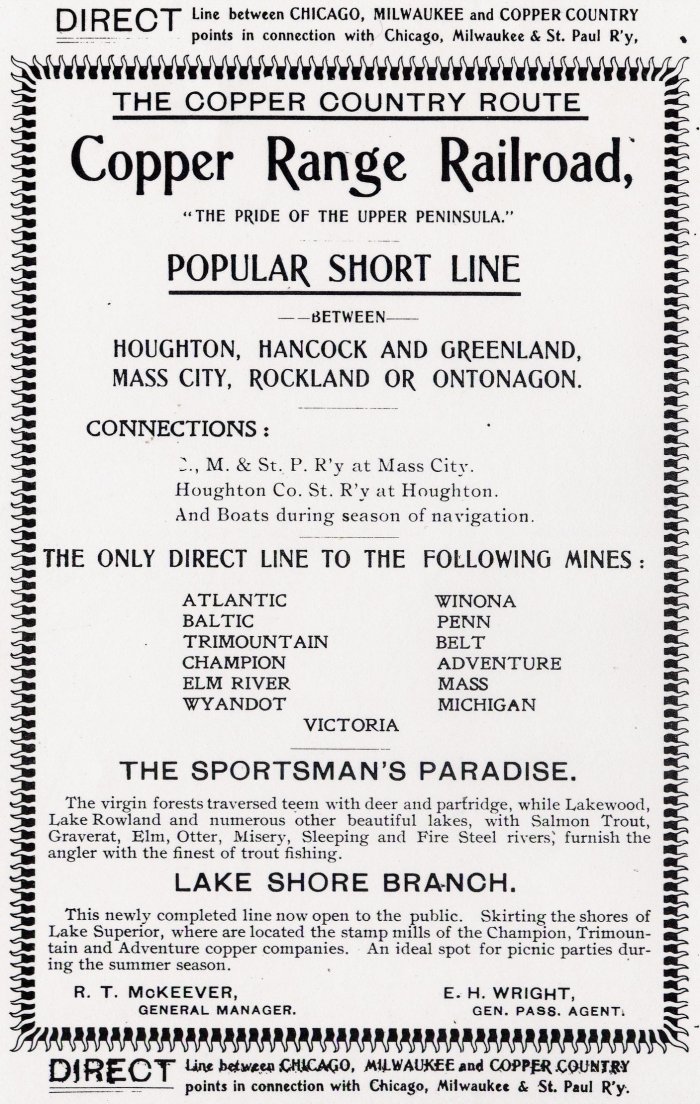 DIRECT Line between CHICAGO, MILWAUKEE and COPPER COUNTRY
points in connection with Chicago, Milwaukee & St. Paul R'y,
THE COPPER COUNTRY ROUTE
Copper Range Railroad,
"THE PRIDE OF THE UPPER PENINSULA."
POPULAR SHORT LINE
BETWEEN
HOUGHTON, HANCOCK AND GREENLAND,
MASS CITY, ROCKLAND OR ONTONAGON.
CONNECTIONS:
C., M. & St. P. R'y at Mass City.
Houghton Co. St. R'y at Houghton.
And Boats during season of navigation.
THE ONLY DIRECT LINE TO THE FOLLOWING MINES:
ATLANTIC WINONA
BALTIC PENN
TRIMOUNTAIN BELT
CHAMPION ADVENTURE
ELM RIVER MASS
WYANDOT MICHIGAN
VICTORIA
THE SPORTSMAN'S PARADISE.
The virgin forests traversed teem with deer and partridge, while Lakewood,
Lake Rowland and numerous other beautiful lakes, with Salmon Trout,
Graverat, Elm, Otter, Misery, Sleeping and Fire Steel rivers, furnish the
angler with the finest of trout fishing.
LAKE SHORE BRANCH.
This newly completed line now open to the public. Skirting the shores of
Lake Superior, where are located the stamp mills of the Champion, Trimoun-
tain and Adventure copper companies. An ideal spot for picnic parties dur-
ing the summer season.
R. T. McKEEVER, E. H. WRIGHT,
GENERAL MANAGER. GEN. PASS. AGENT.
DIRECT Line between CHICAGO, MILWAUKEE and COPPER COUNTRY
points in connection with Chicago, Milwaukee & St. Paul R'y.